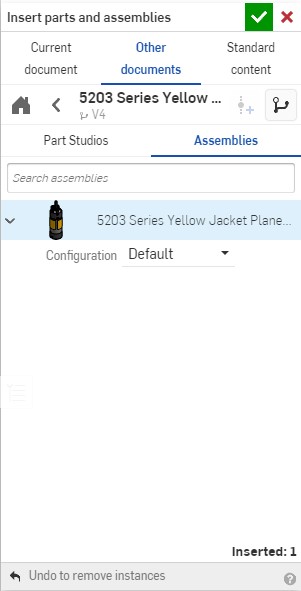 Insert parts and assemblies
Current document
Other documents
Standard content
5203 Series Yellow ...
V4
Part Studios
Assemblies
Search assemblies
5203 Series Yellow Jacket Plane...
Configuration Default
Inserted: 1
Undo to remove instances